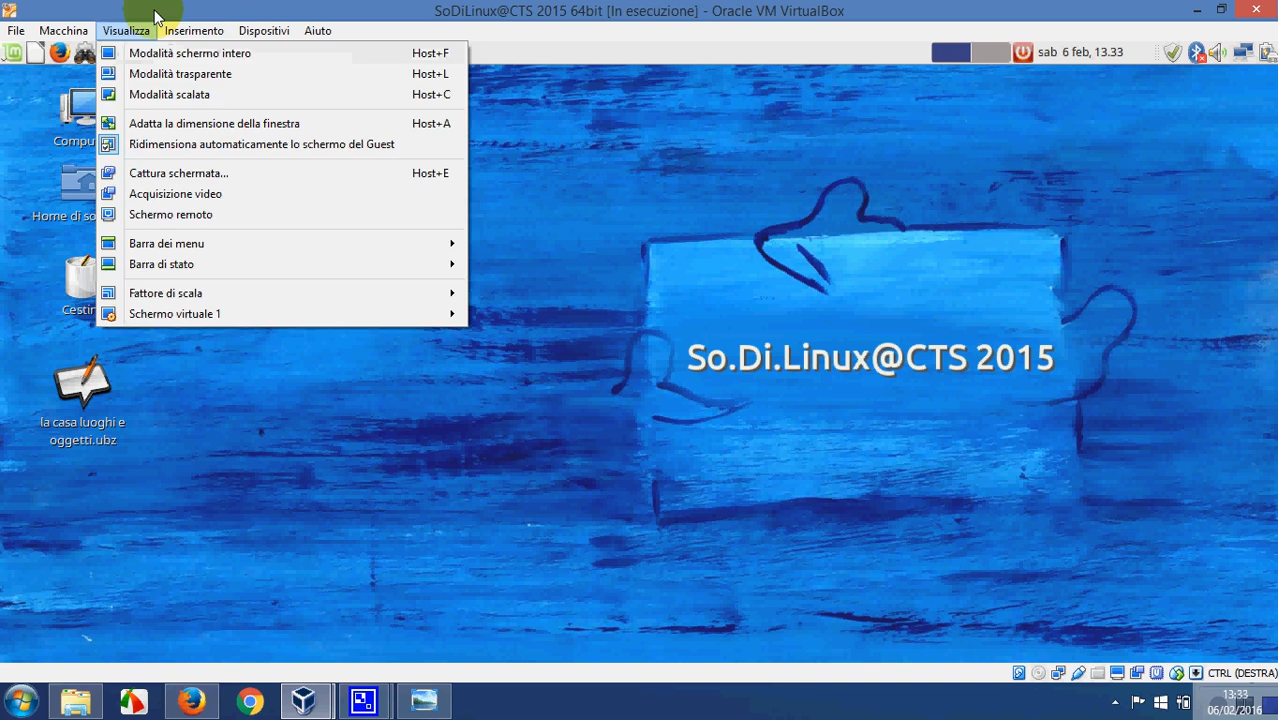 SoDiLinux@CTS 2015 64bit [In esecuzione] - Oracle VM VirtualBox
File Macchina Visualizza Inserimento Dispositivi Aiuto
sab 6 feb, 13.33
Modalità schermo intero Host+F
Modalità trasparente Host+L
Modalità scalata Host+C
Adatta la dimensione della finestra Host+A
Ridimensiona automaticamente lo schermo del Guest
Cattura schermata... Host+E
Acquisizione video
Schermo remoto
Barra dei menu
Barra di stato
Fattore di scala
Schermo virtuale 1
Compu
Home di so
Cestin
la casa luoghi e
oggetti.ubz
So.Di.Linux@CTS 2015
CTRL (DESTRA)
13:33
06/02/2016